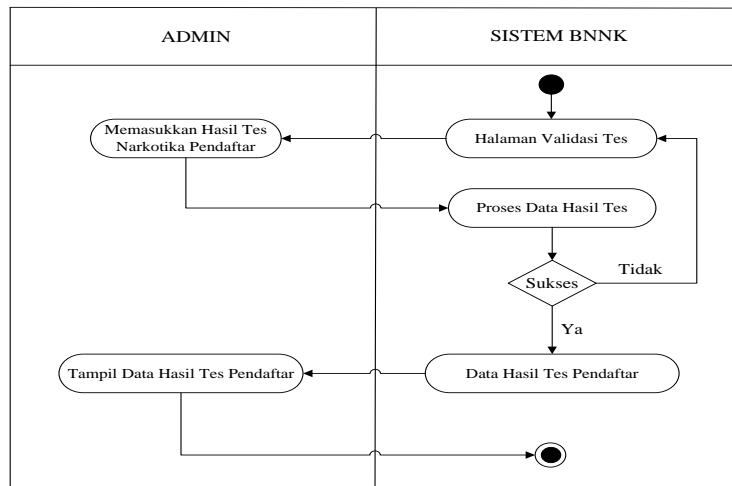 ADMIN
SISTEM BNNK
Memasukkan Hasil Tes
Narkotika Pendaftar
Halaman Validasi Tes
Proses Data Hasil Tes
Sukses
Tidak
Ya
Tampil Data Hasil Tes Pendaftar
Data Hasil Tes Pendaftar